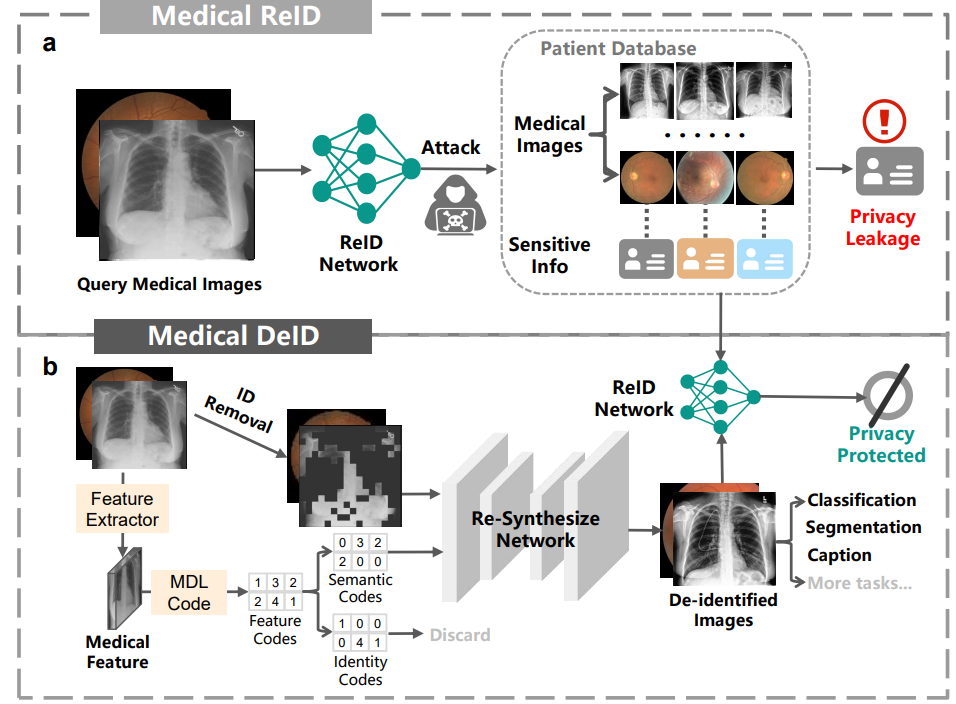 Medical ReID
a
Patient Database
Medical
Images
. . . . . .
Attack
ReID
Network
Query Medical Images
Sensitive
Info
!
Privacy
Leakage
Medical DeID
b
ID
Removal
Feature
Extractor
MDL
Code
Medical
Feature
1 3 2
2 4 1
Feature
Codes
0 3 2
2 0 0
Semantic
Codes
1 0 0
0 4 1
Identity
Codes
Discard
Re-Synthesize
Network
ReID
Network
Privacy
Protected
De-identified
Images
Classification
Segmentation
Caption
More tasks...